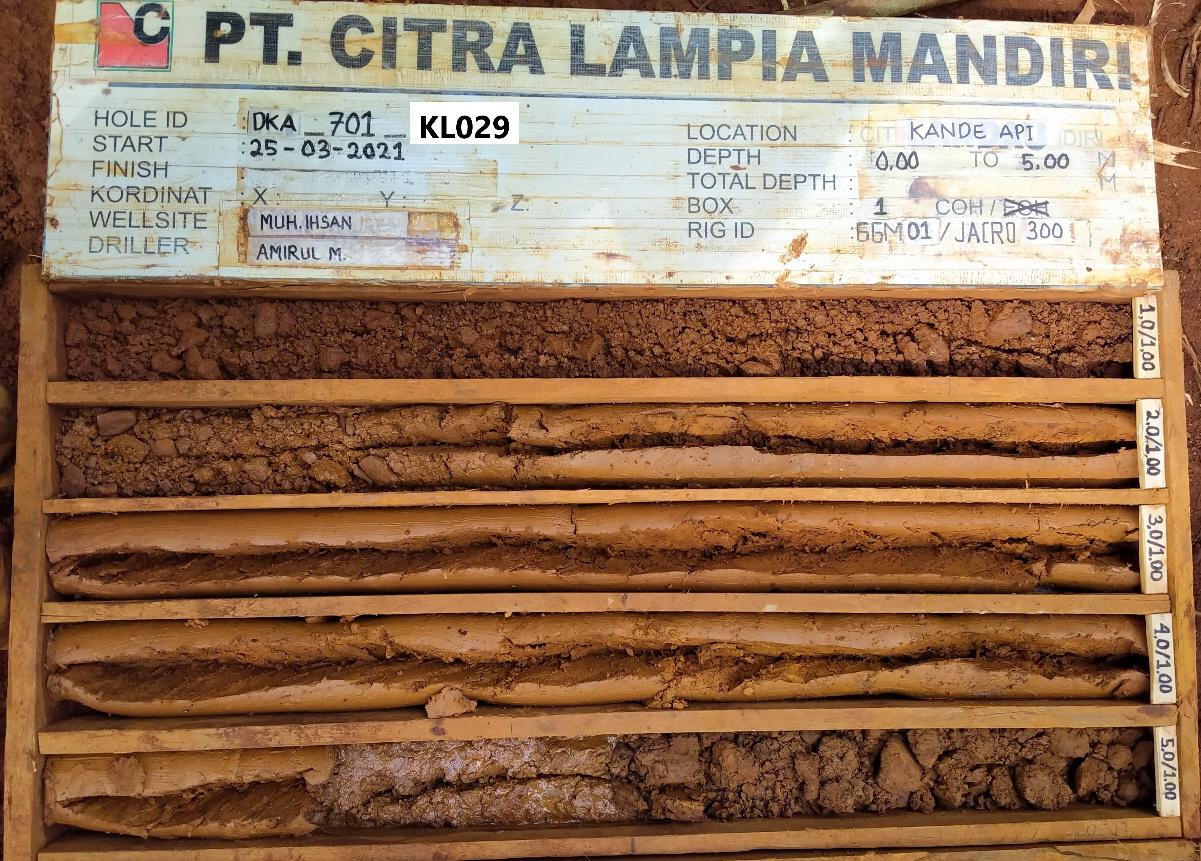 C PT. CITRA LAMPIA MANDIRI
HOLE ID : DKA _701_ KL029
START : 25-03-2021
FINISH
KORDINAT : X : Y : Z
WELLSITE MUH. IHSAN
DRILLER AMIRUL M.
LOCATION : KANDE API
DEPTH : 0.00 TO 5.00 M
TOTAL DEPTH : M
BOX : 1 COH /
RIG ID : GGM01 / JACRO 300
1,0/1.00
2.0/1.00
3,0/1.00
4,0/1.00
5,0/1.00